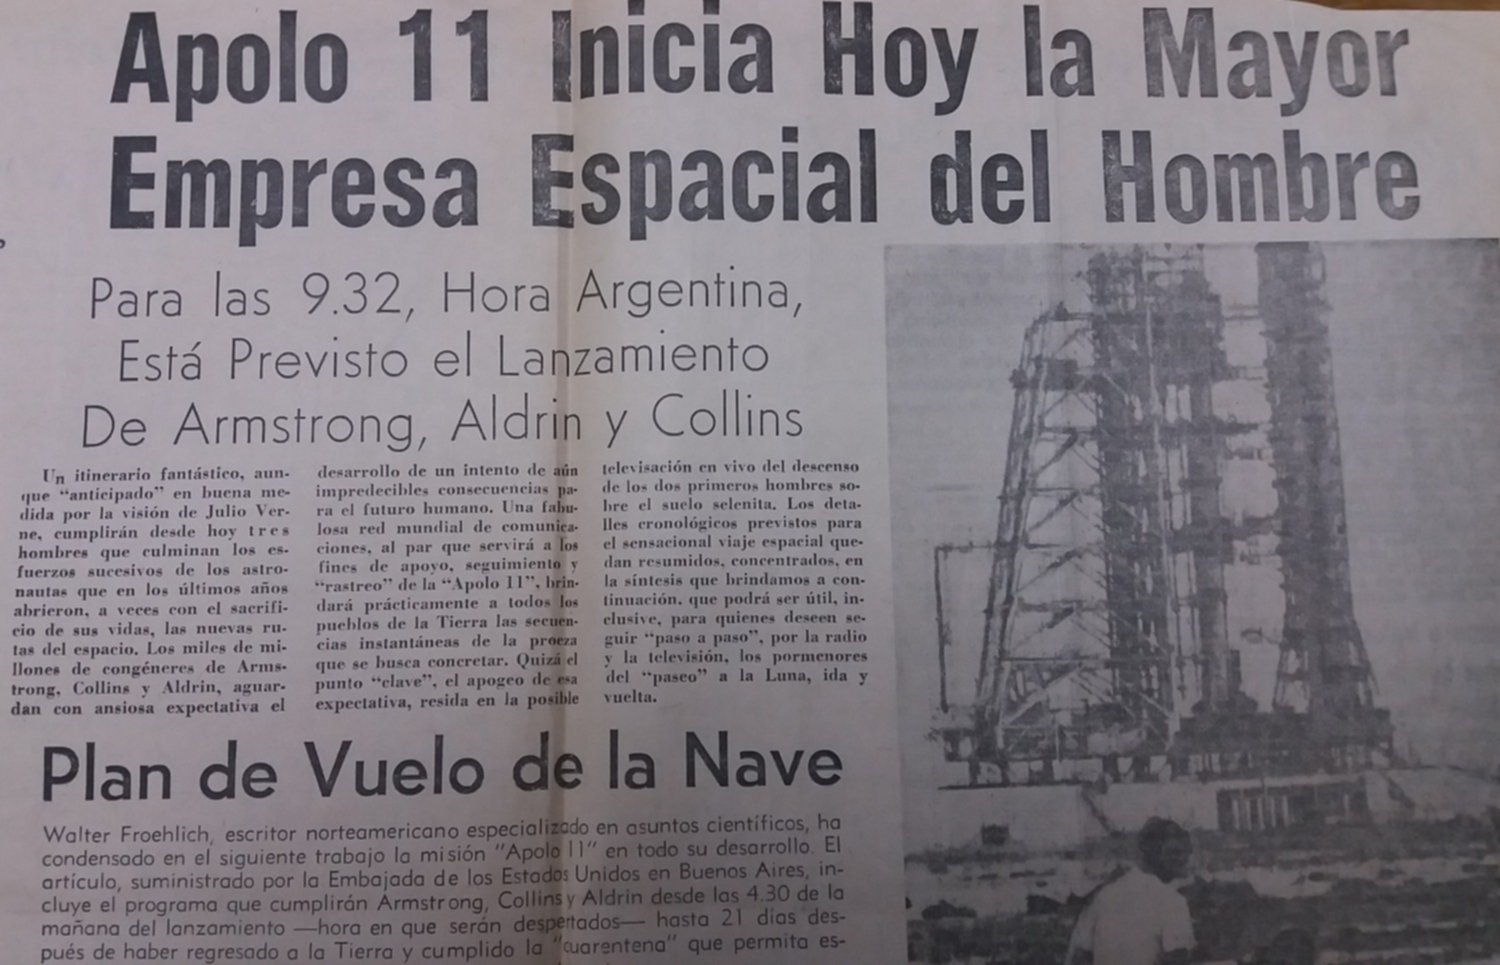 Apolo 11 Inicia Hoy la Mayor
Empresa Espacial del Hombre
Para las 9.32, Hora Argentina,
Está Previsto el Lanzamiento
De Armstrong, Aldrin y Collins
Un itinerario fantástico, aun-
que "anticipado" en buena me-
dida por la visión de Julio Ver-
ne, cumplirán desde hoy tres
hombres que culminan los es-
fuerzos sucesivos de los astro-
nautas que en los últimos años
abrieron, a veces con el sacrifi-
cio de sus vidas, las nuevas ru-
tas del espacio. Los miles de mi-
llones de congéneres de Arms-
trong, Collins y Aldrin, aguar-
dan con ansiosa expectativa el
desarrollo de un intento de aún
impredecibles consecuencias pa-
ra el futuro humano. Una fabu-
losa red mundial de comunica-
ciones, al par que servirá a los
fines de apoyo, seguimiento y
"rastreo" de la "Apolo 11", brin-
dará prácticamente a todos los
pueblos de la Tierra las secuen-
cias instantáneas de la proeza
que se busca concretar. Quizá el
punto "clave", el apogeo de esa
expectativa, resida en la posible
televisación en vivo del descenso
de los dos primeros hombres so-
bre el suelo selenita. Los deta-
lles cronológicos previstos para
el sensacional viaje espacial que-
dan resumidos, concentrados, en
la síntesis que brindamos a con-
tinuación. que podrá ser útil, in-
clusive, para quienes deseen se-
guir "paso a paso", por la radio
y la televisión, los pormenores
del "paseo" a la Luna, ida y
vuelta.
Plan de Vuelo de la Nave
Walter Froehlich, escritor norteamericano especializado en asuntos científicos, ha
condensado en el siguiente trabajo la misión "Apolo 11" en todo su desarrollo. El
artículo, suministrado por la Embajada de los Estados Unidos en Buenos Aires, in-
cluye el programa que cumplirán Armstrong, Collins y Aldrin desde las 4.30 de la
mañana del lanzamiento —hora en que serán despertados— hasta 21 días des-
pués de haber regresado a la Tierra y cumplido la "cuarentena" que permita es-